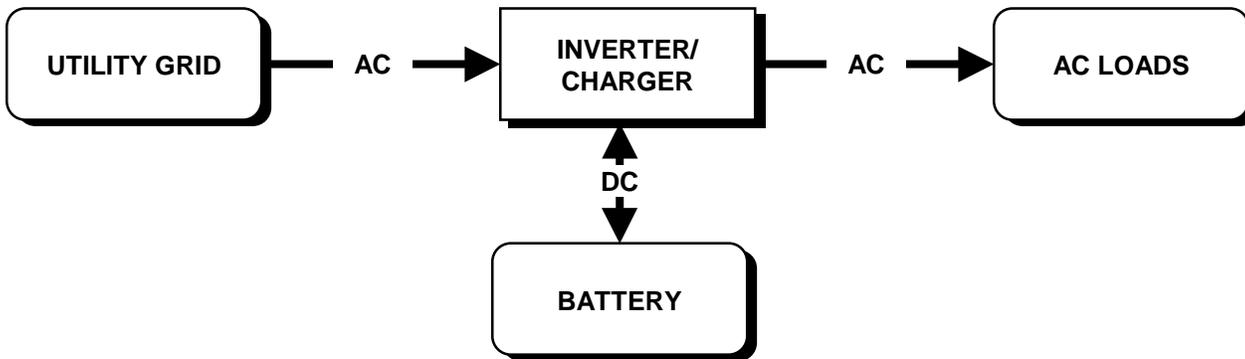 UTILITY GRID
AC
INVERTER/
CHARGER
AC
AC LOADS
DC
BATTERY